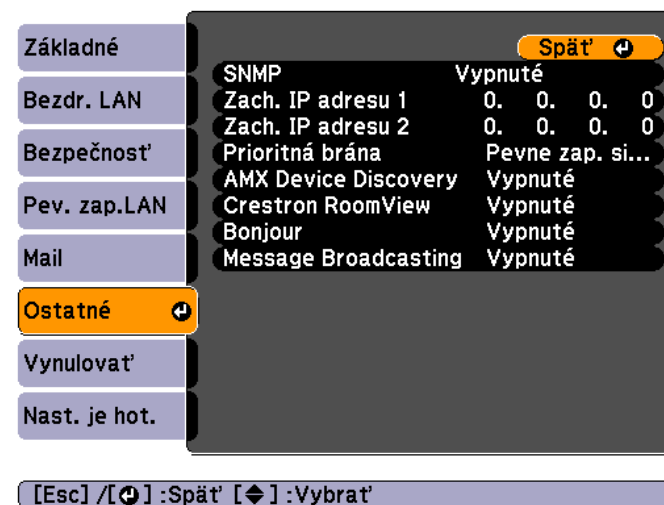 Základné
Bezdr. LAN
Bezpečnosť
Pev. zap.LAN
Mail
Ostatné
Vynulovať
Nast. je hot.
Späť
SNMP Vypnuté
Zach. IP adresu 1 0. 0. 0. 0
Zach. IP adresu 2 0. 0. 0. 0
Prioritná brána Pevne zap. si...
AMX Device Discovery Vypnuté
Crestron RoomView Vypnuté
Bonjour Vypnuté
Message Broadcasting Vypnuté
[Esc] /[⏎] :Späť [◆] :Vybrať